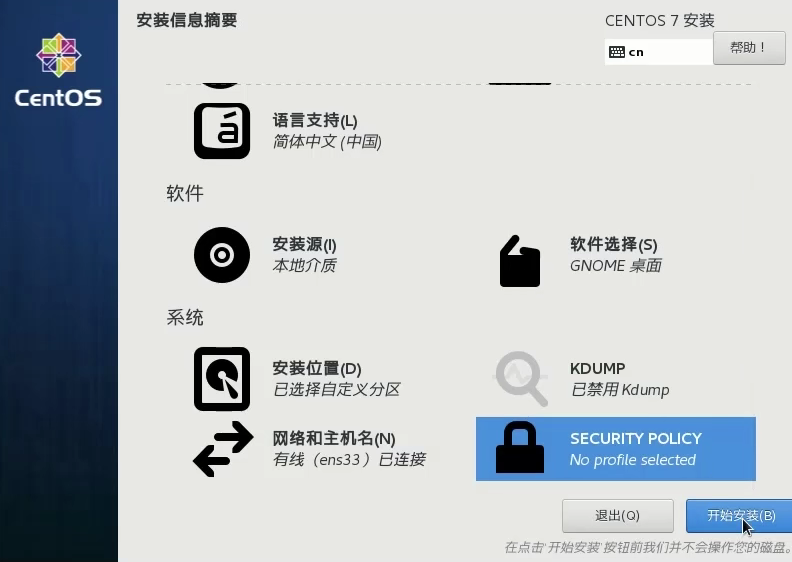 安装信息摘要
CENTOS 7 安装
cn
帮助！
CentOS
语言支持(L)
简体中文 (中国)
软件
安装源(I)
本地介质
软件选择(S)
GNOME 桌面
系统
安装位置(D)
已选择自定义分区
KDUMP
已禁用 Kdump
网络和主机名(N)
有线（ens33）已连接
SECURITY POLICY
No profile selected
退出(Q)
开始安装(B)
在点击'开始安装'按钮前我们并不会操作您的磁盘。